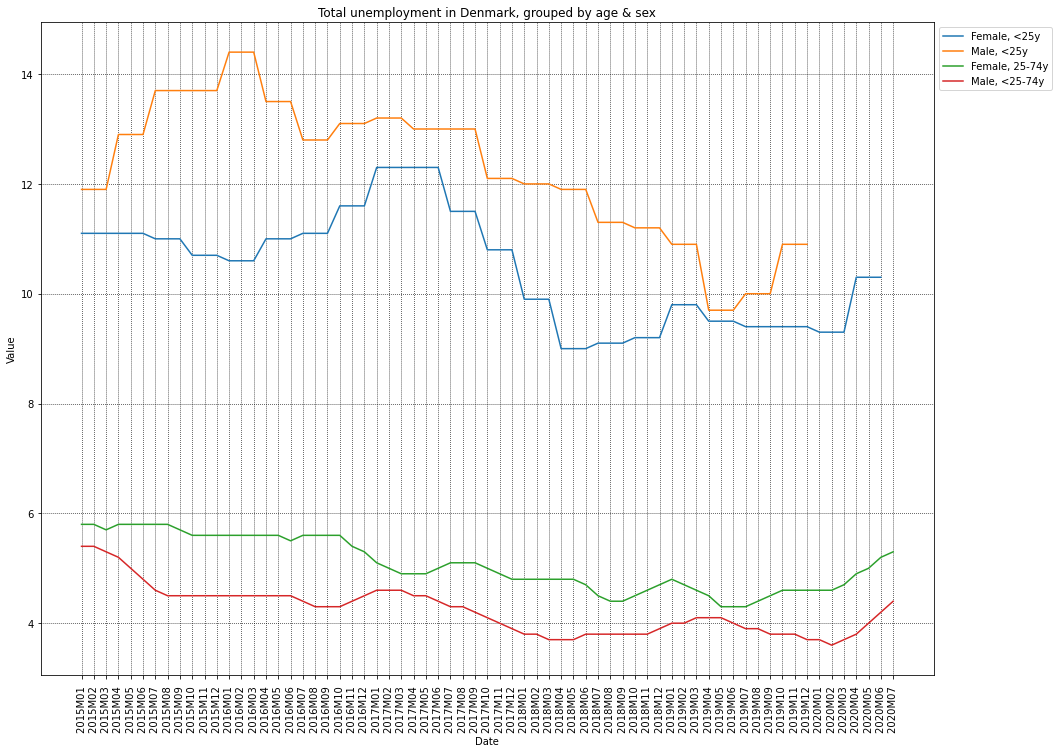 Total unemployment in Denmark, grouped by age & sex
Female, <25y
Male, <25y
Female, 25-74y
Male, <25-74y
14
12
10
8
6
4
Value
2015M01
2015M02
2015M03
2015M04
2015M05
2015M06
2015M07
2015M08
2015M09
2015M10
2015M11
2015M12
2016M01
2016M02
2016M03
2016M04
2016M05
2016M06
2016M07
2016M08
2016M09
2016M10
2016M11
2016M12
2017M01
2017M02
2017M03
2017M04
2017M05
2017M06
2017M07
2017M08
2017M09
2017M10
2017M11
2017M12
2018M01
2018M02
2018M03
2018M04
2018M05
2018M06
2018M07
2018M08
2018M09
2018M10
2018M11
2018M12
2019M01
2019M02
2019M03
2019M04
2019M05
2019M06
2019M07
2019M08
2019M09
2019M10
2019M11
2019M12
2020M01
2020M02
2020M03
2020M04
2020M05
2020M06
2020M07
Date